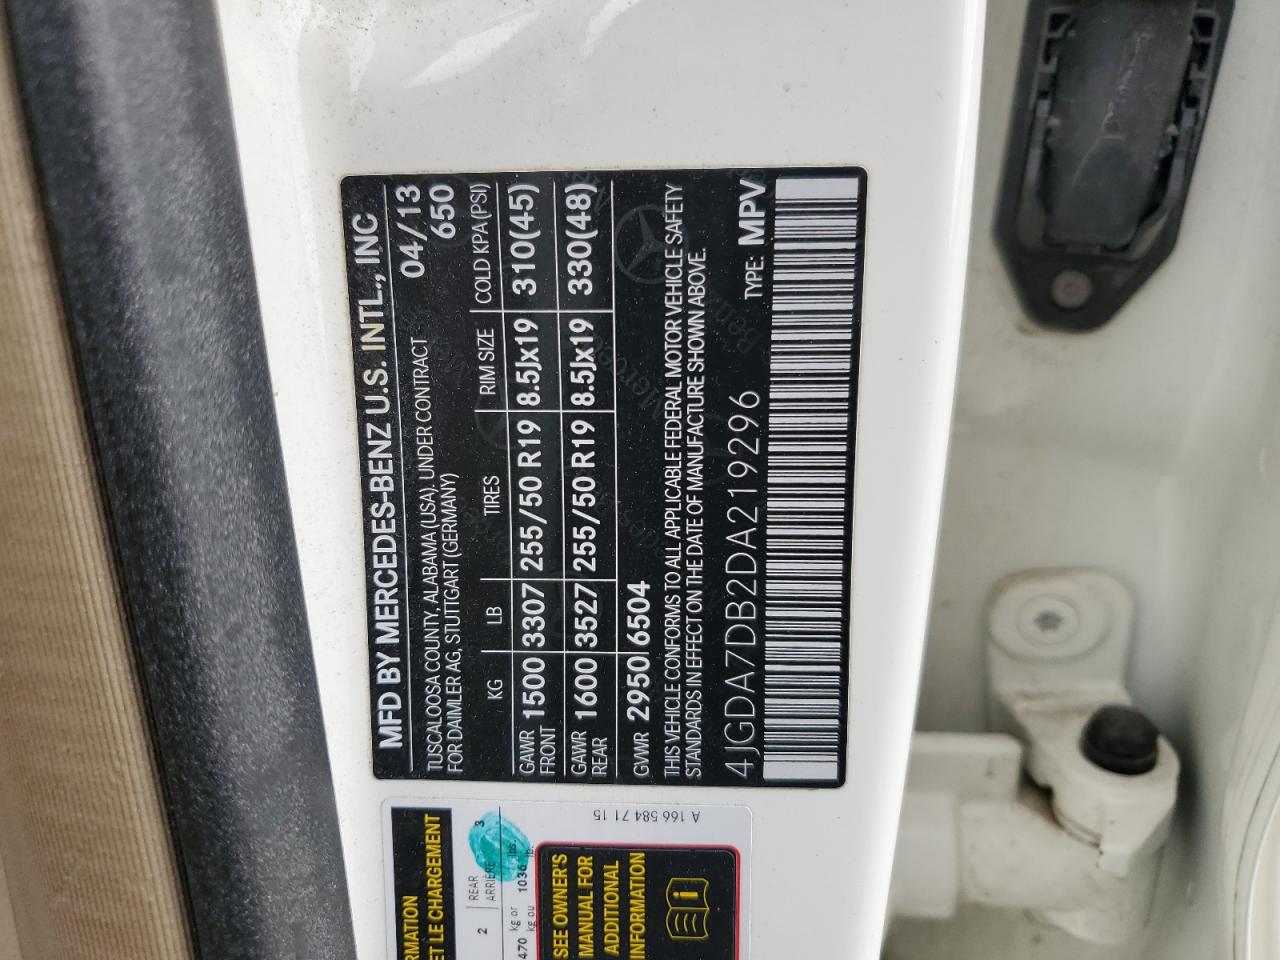 MFD BY MERCEDES-BENZ U.S. INTL., INC
TUSCALOOSA COUNTY, ALABAMA (USA), UNDER CONTRACT 04/13
FOR DAIMLER AG, STUTTGART (GERMANY) 650
KG LB TIRES RIM SIZE COLD KPA (PSI)
GAWR FRONT 1500 3307 255/50 R19 8.5Jx19 310(45)
GAWR REAR 1600 3527 255/50 R19 8.5Jx19 330(48)
GVWR 2950 6504
THIS VEHICLE CONFORMS TO ALL APPLICABLE FEDERAL MOTOR VEHICLE SAFETY
STANDARDS IN EFFECT ON THE DATE OF MANUFACTURE SHOWN ABOVE.
4JGDA7DB2DA219296 TYPE: MPV
RMATION
ET LE CHARGEMENT
2 REAR ARRIÈRE 3
470 kg or kg ou 1036 lbs. lb.
SEE OWNER'S
MANUAL FOR
ADDITIONAL
INFORMATION
A 166 584 71 15